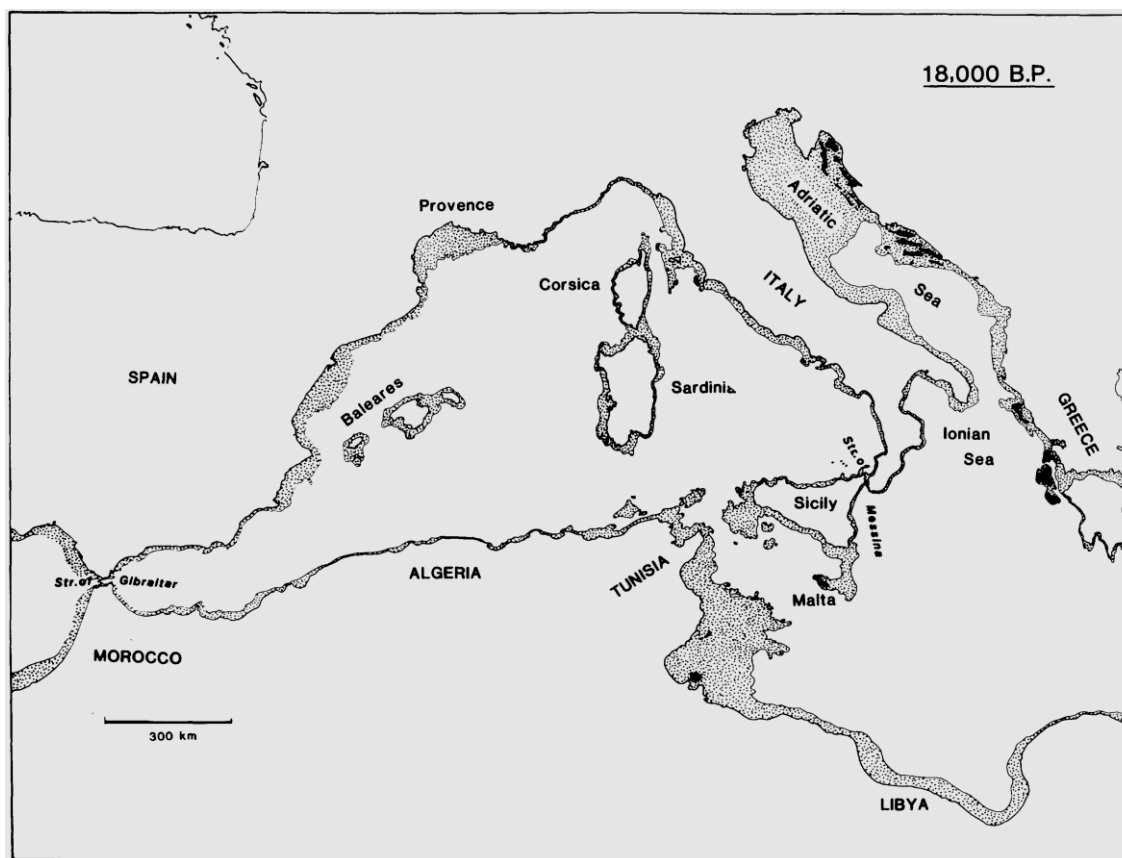 18,000 B.P.
Provence
Adriatic
Sea
Corsica
ITALY
SPAIN
Baleares
Sardinia
GREECE
Ionian
Sea
Str. of
Messina
Sicily
Str. of Gibraltar
ALGERIA
TUNISIA
Malta
MOROCCO
300 km
LIBYA